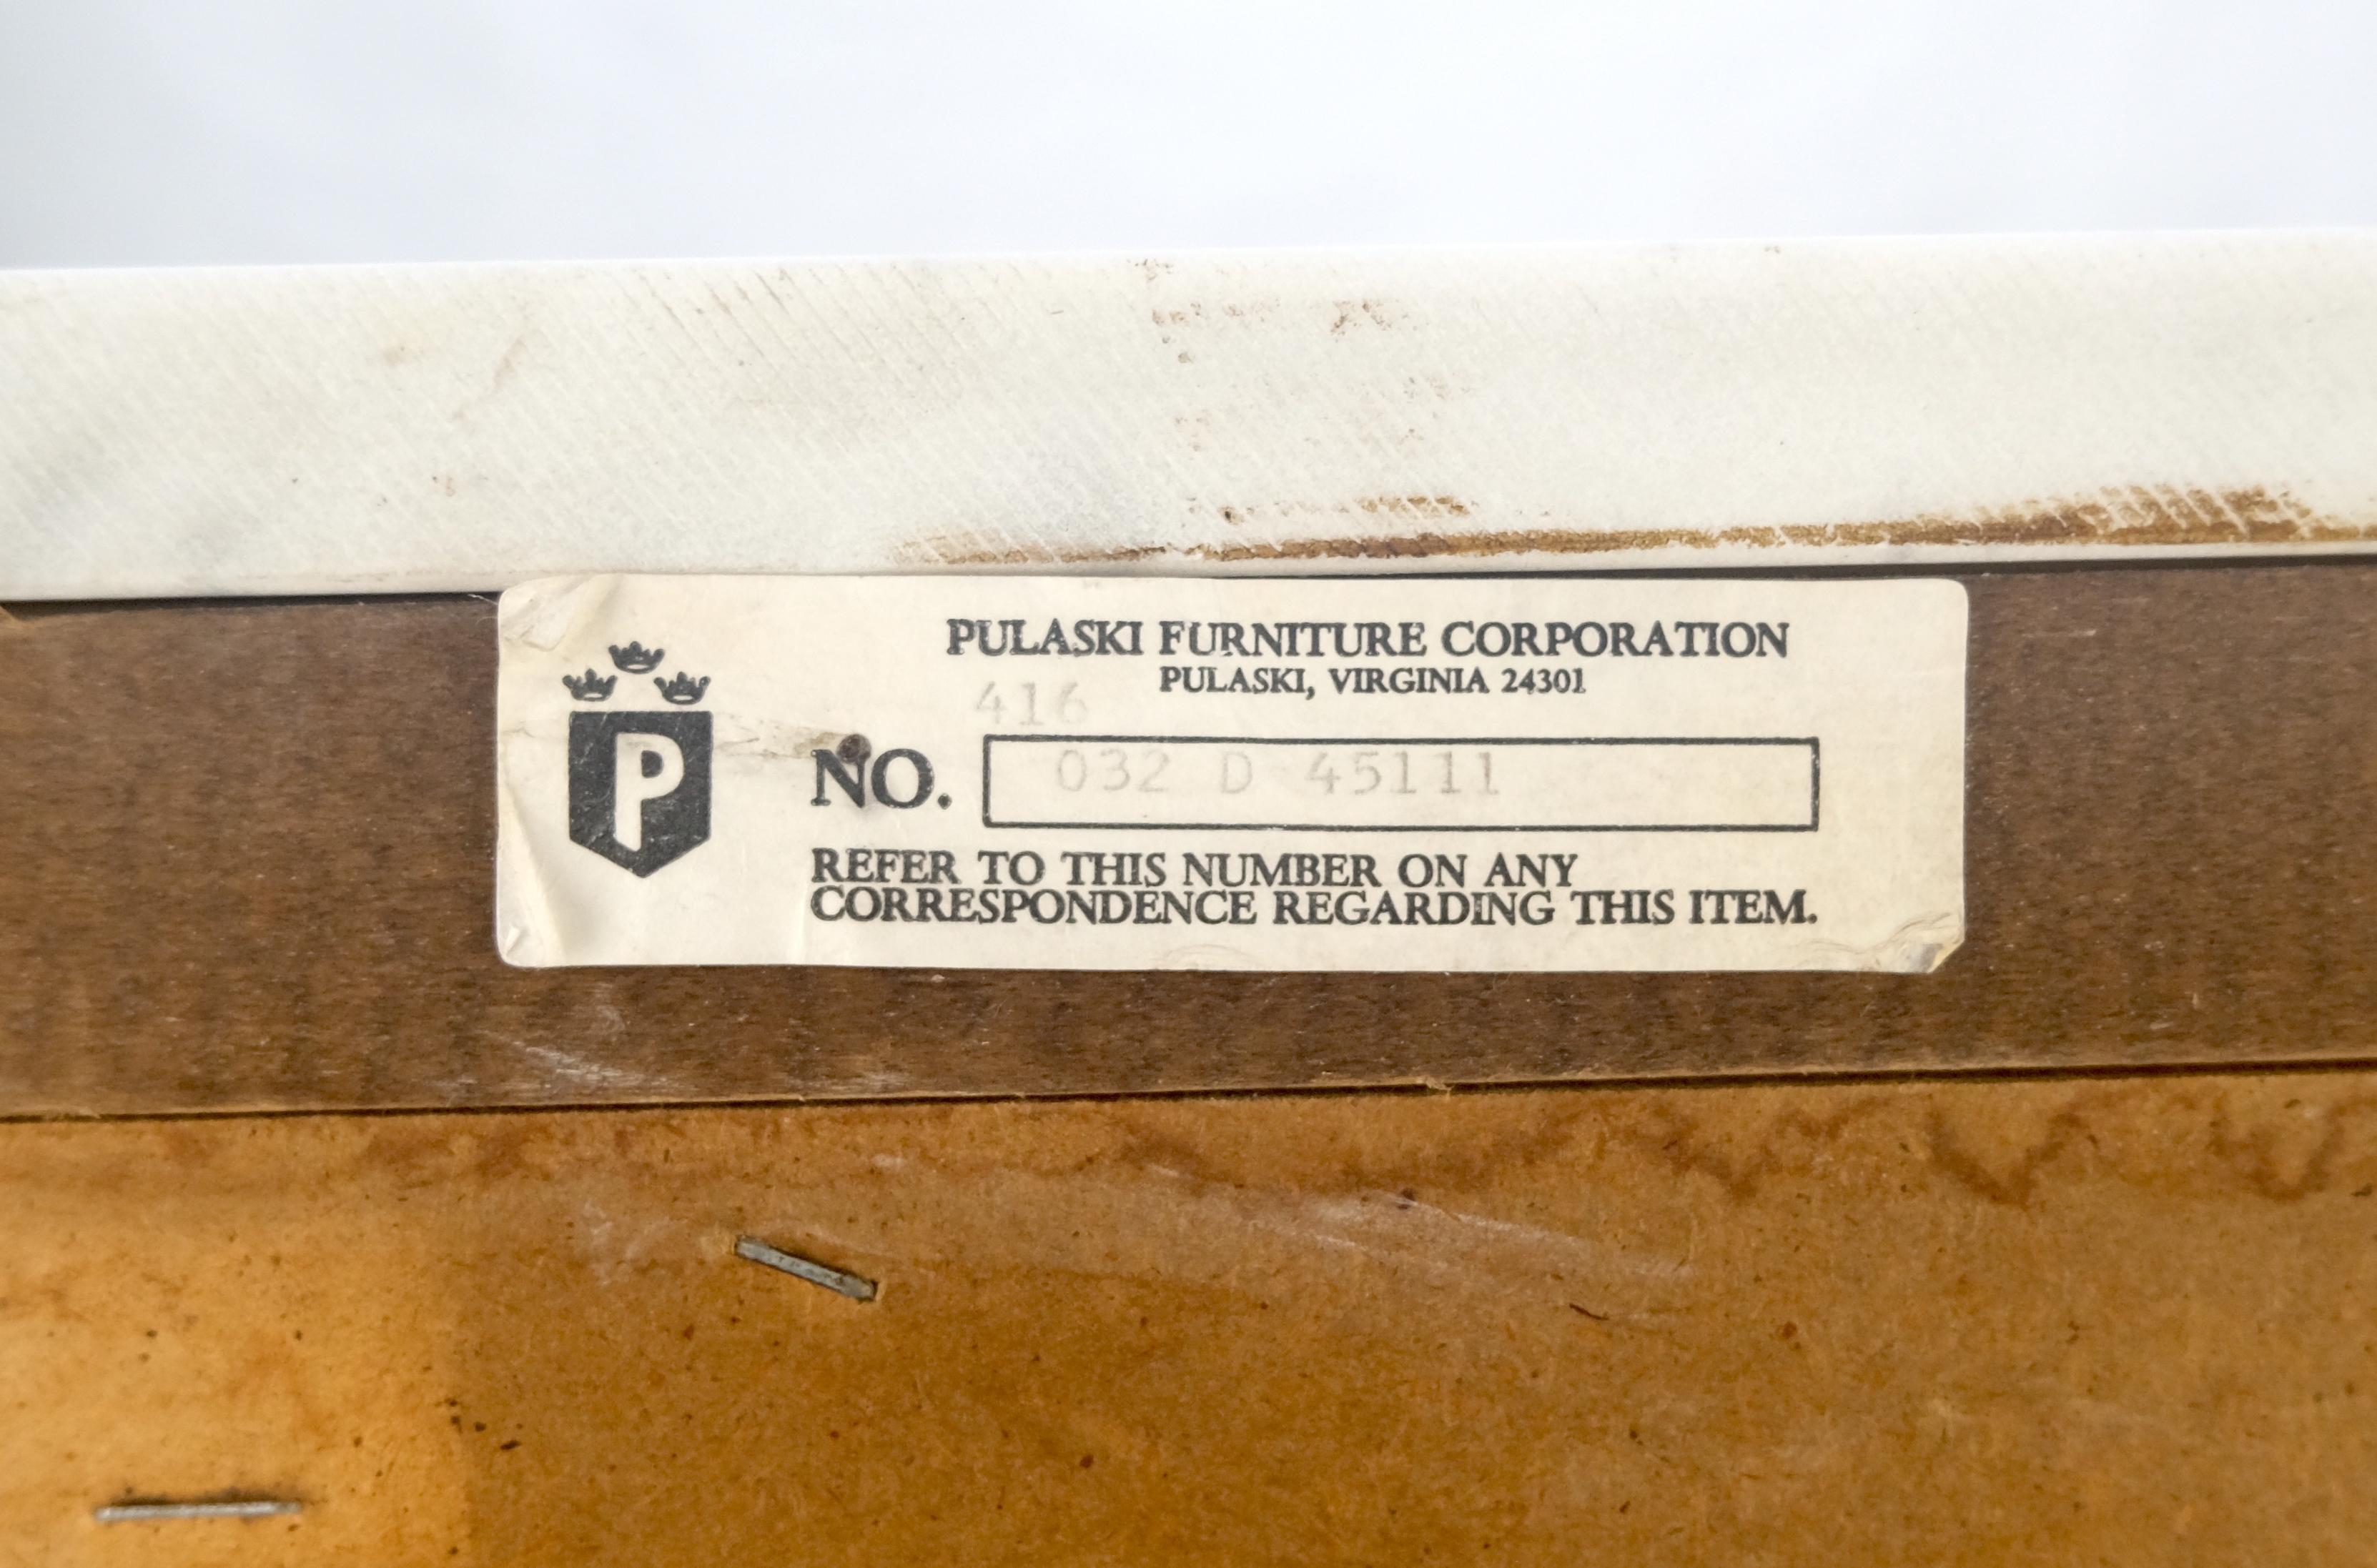 PULASKI FURNITURE CORPORATION
PULASKI, VIRGINIA 24301
416
P
NO. 032 D 45111
REFER TO THIS NUMBER ON ANY
CORRESPONDENCE REGARDING THIS ITEM.